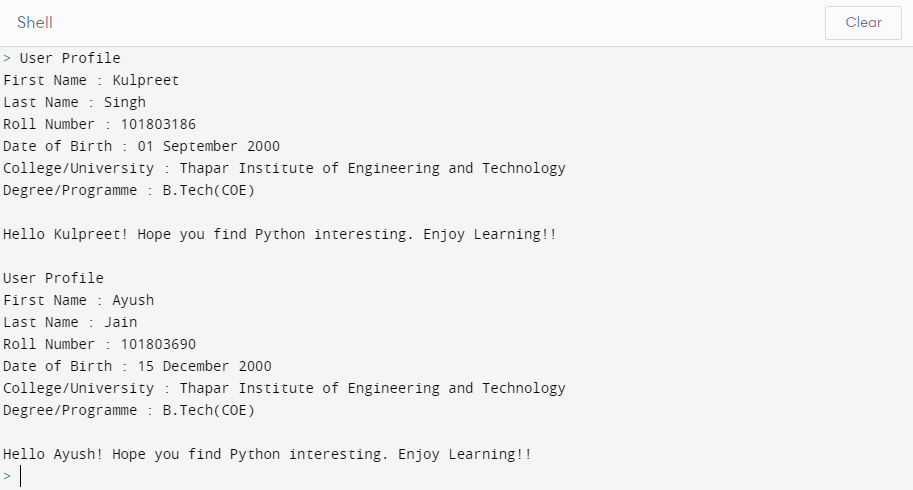 Shell
Clear
> User Profile
First Name : Kulpreet
Last Name : Singh
Roll Number : 101803186
Date of Birth : 01 September 2000
College/University : Thapar Institute of Engineering and Technology
Degree/Programme : B.Tech(COE)
Hello Kulpreet! Hope you find Python interesting. Enjoy Learning!!
User Profile
First Name : Ayush
Last Name : Jain
Roll Number : 101803690
Date of Birth : 15 December 2000
College/University : Thapar Institute of Engineering and Technology
Degree/Programme : B.Tech(COE)
Hello Ayush! Hope you find Python interesting. Enjoy Learning!!
>